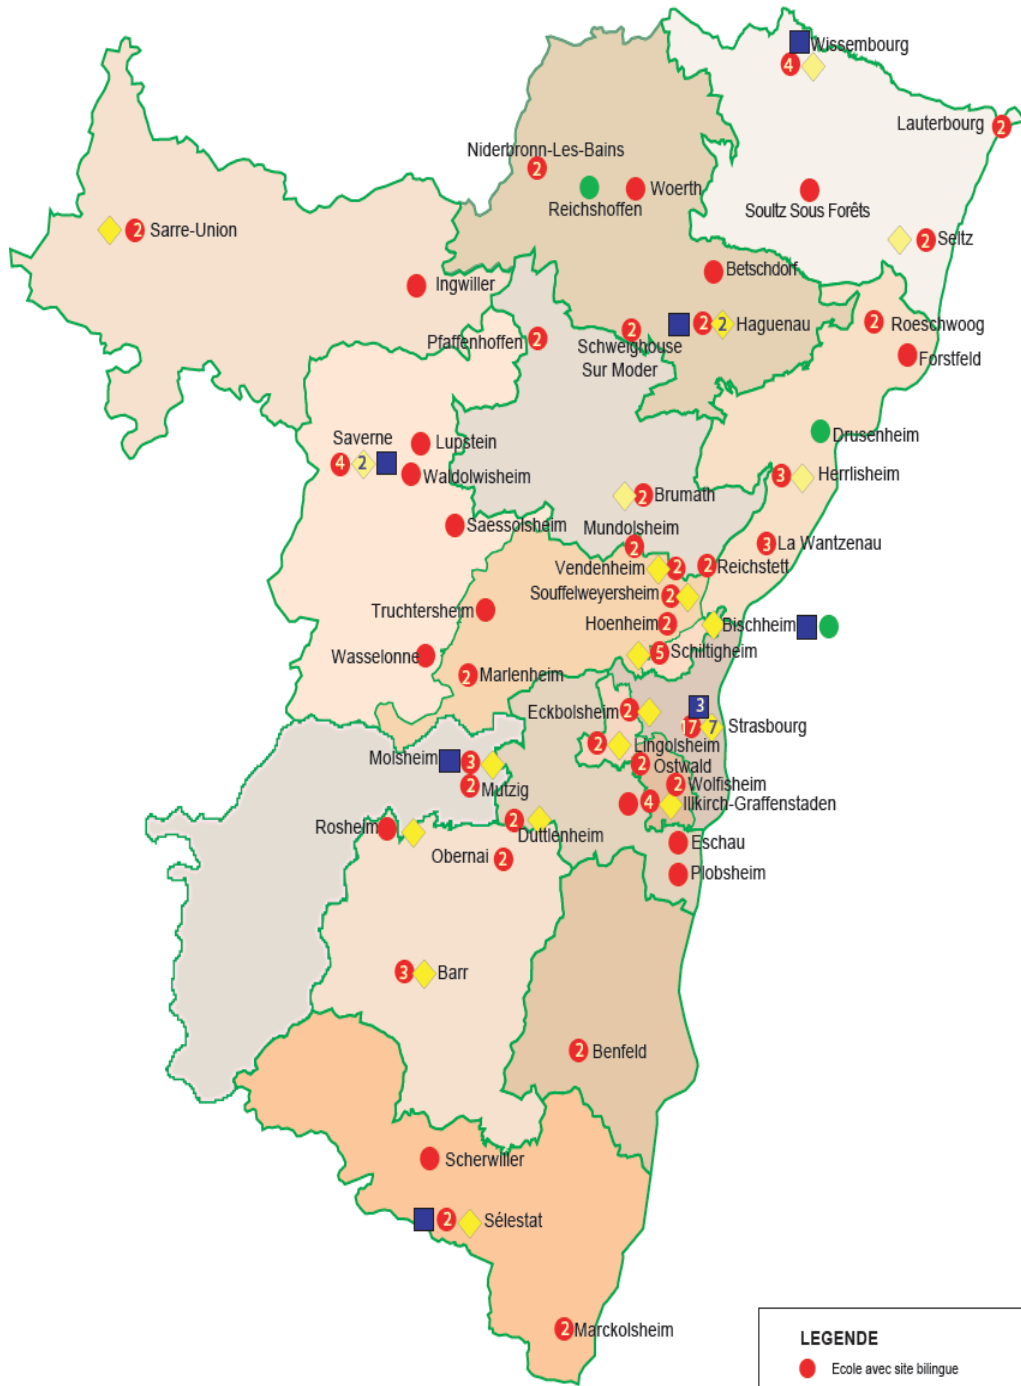 Wissembourg
4
Lauterbourg
2
Niderbronn-Les-Bains
2
Woerth
Reichshoffen
Soultz Sous Forêts
2
Sarre-Union
2
Seltz
Betschdorf
Ingwiller
2
Roeschwoog
2
2
Haguenau
Pfaffenhoffen
2
2
Schweighouse
Sur Moder
Forstfeld
Saverne
Lupstein
Drusenheim
4
2
Waldolwisheim
3
Herrlisheim
2
Brumath
Saessolsheim
Mundolsheim
2
3
La Wantzenau
Vendenheim
2
2
Reichstett
Souffelweyersheim
2
Truchtersheim
Hoenheim
2
Bischheim
Wasselonne
5
Schiltigheim
2
Marlenheim
3
Eckbolsheim
2
17
7
Strasbourg
2
Lingolsheim
Molsheim
3
2
Ostwald
2
Mutzig
2
Wolfisheim
4
Illkirch-Graffenstaden
Rosheim
2
Duttlenheim
Eschau
Obernai
2
Plobsheim
3
Barr
2
Benfeld
Scherwiller
2
Sélestat
2
Marckolsheim
LEGENDE
Ecole avec site bilingue